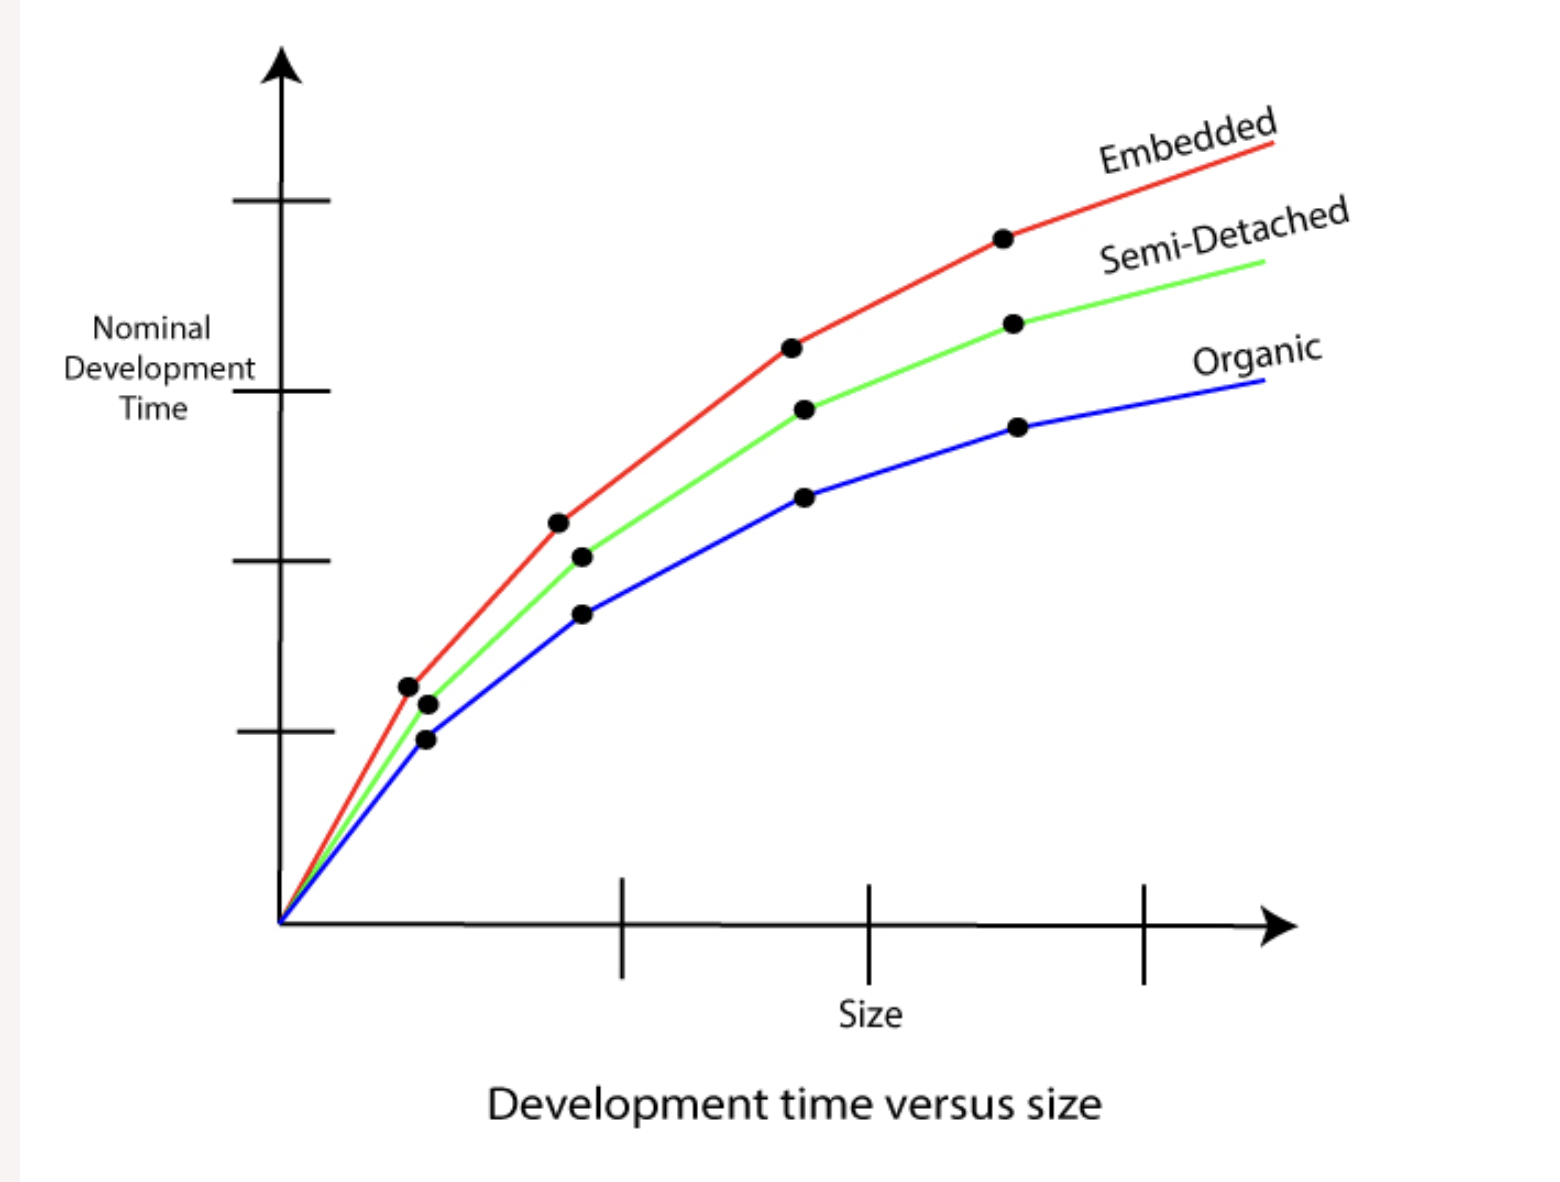 Embedded
Semi-Detached
Organic
Nominal
Development
Time
Size
Development time versus size